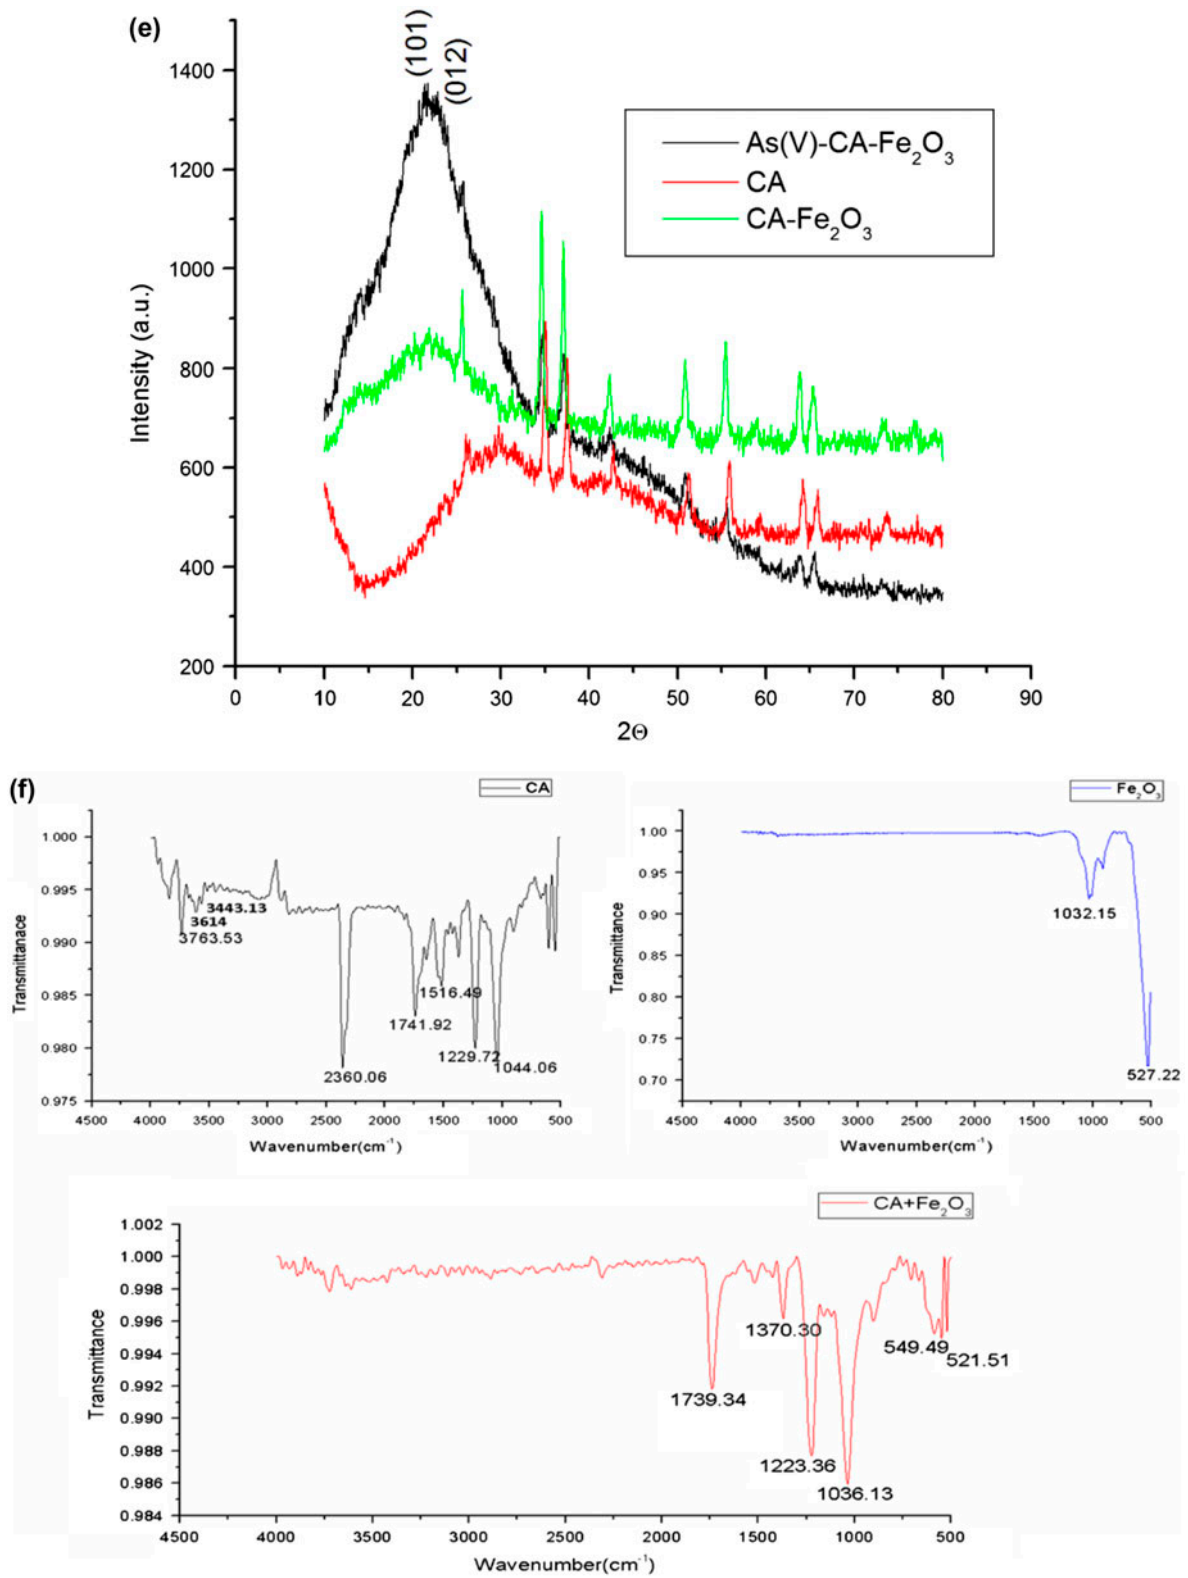 (e)
(101)
(012)
1400
1200
1000
800
600
400
200
Intensity (a.u.)
As(V)-CA-Fe₂O₃
CA
CA-Fe₂O₃
0 10 20 30 40 50 60 70 80 90
2Θ
(f)
CA
1.000
0.995
0.990
0.985
0.980
0.975
Transmittanace
3443.13
3614
3763.53
1516.49
1741.92
1229.72
1044.06
2360.06
4500 4000 3500 3000 2500 2000 1500 1000 500
Wavenumber(cm⁻¹)
Fe₂O₃
1.00
0.95
0.90
0.85
0.80
0.75
0.70
Transmittance
1032.15
527.22
4500 4000 3500 3000 2500 2000 1500 1000 500
Wavenumber(cm⁻¹)
CA+Fe₂O₃
1.002
1.000
0.998
0.996
0.994
0.992
0.990
0.988
0.986
0.984
Transmittance
1370.30
549.49
521.51
1739.34
1223.36
1036.13
4500 4000 3500 3000 2500 2000 1500 1000 500
Wavenumber(cm⁻¹)